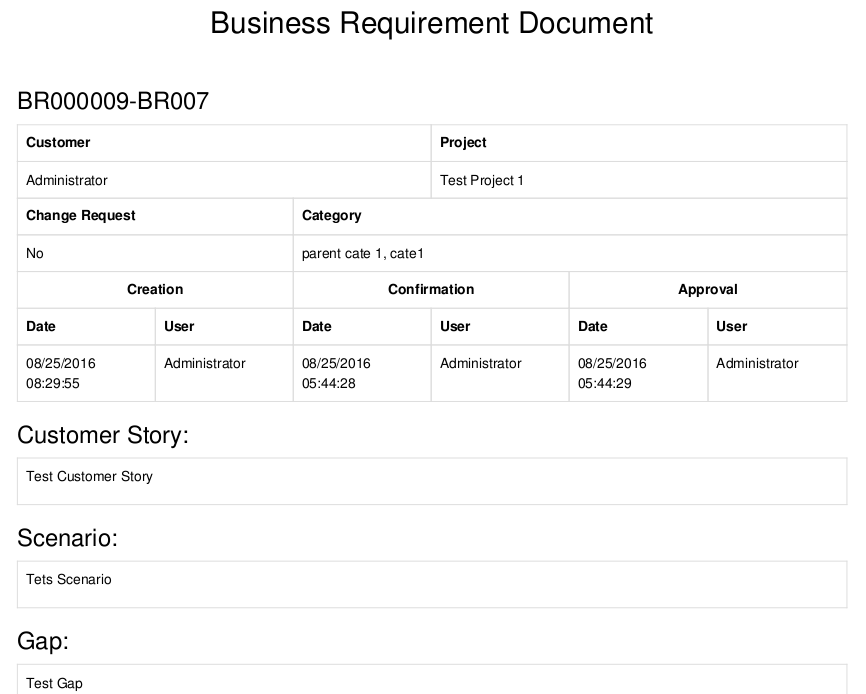 Business Requirement Document
BR000009-BR007
Customer Project
Administrator Test Project 1
Change Request Category
No parent cate 1, cate1
Creation Confirmation Approval
Date User Date User Date User
08/25/2016 Administrator 08/25/2016 Administrator 08/25/2016 Administrator
08:29:55 05:44:28 05:44:29
Customer Story:
Test Customer Story
Scenario:
Tets Scenario
Gap:
Test Gap